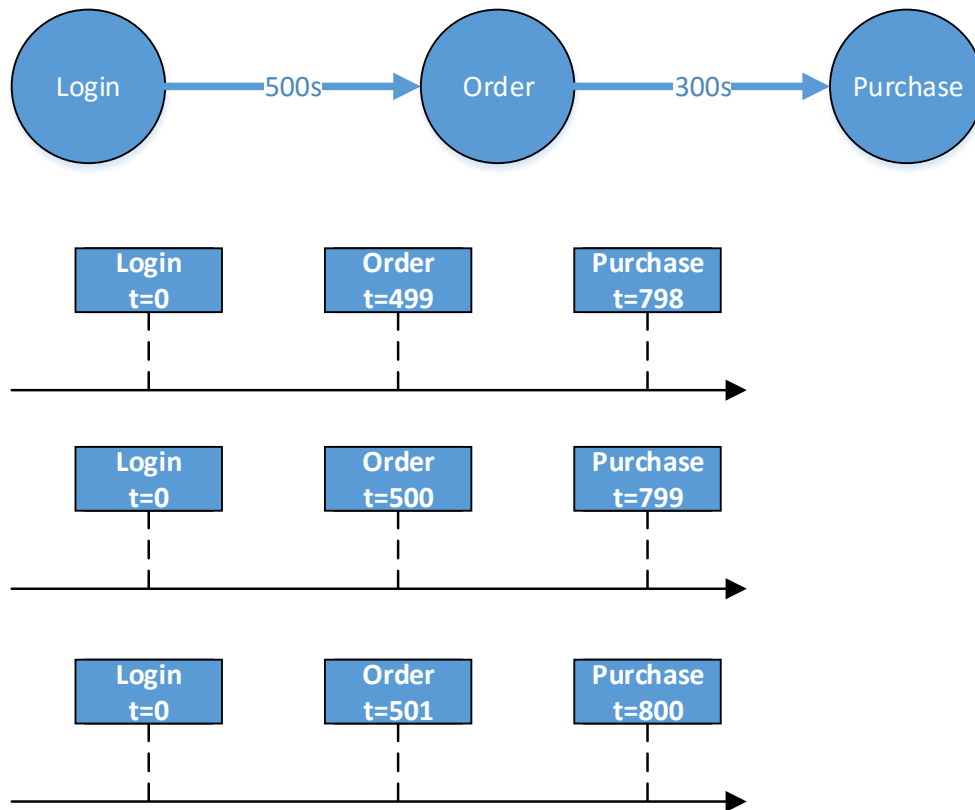 Login 500s Order 300s Purchase
Login Order Purchase
t=0 t=499 t=798
Login Order Purchase
t=0 t=500 t=799
Login Order Purchase
t=0 t=501 t=800